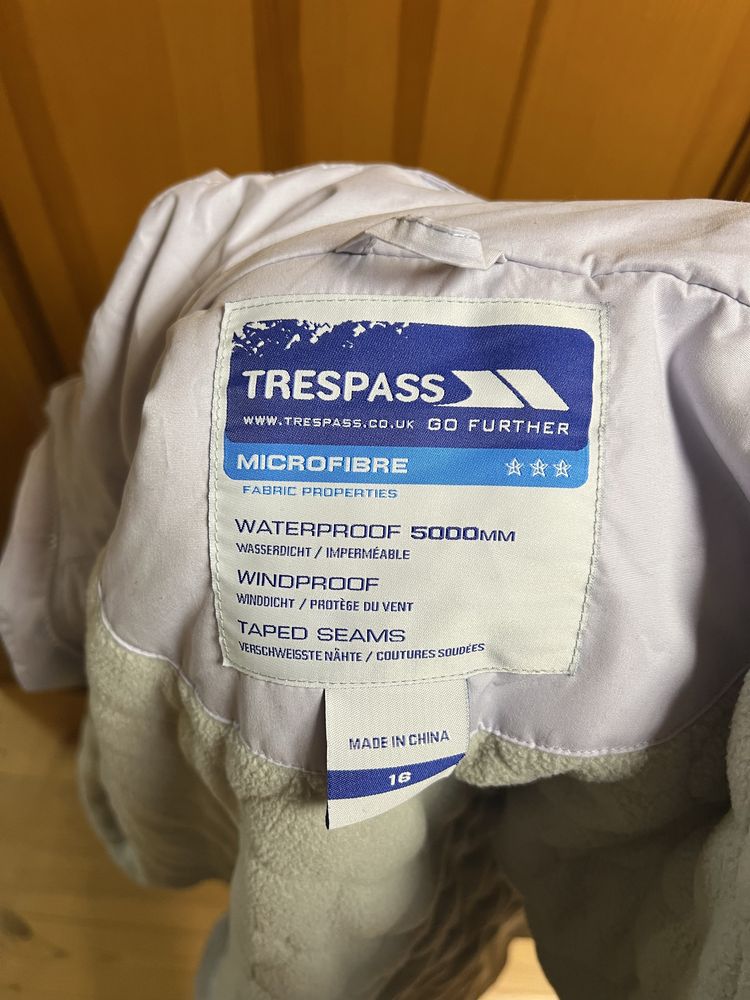 TRESPASS
WWW.TRESPASS.CO.UK GO FURTHER
MICROFIBRE
FABRIC PROPERTIES
WATERPROOF 5000MM
WASSERDICHT / IMPERMÉABLE
WINDPROOF
WINDDICHT / PROTÈGE DU VENT
TAPED SEAMS
VERSCHWEISSTE NÄHTE / COUTURES SOUDÉES
MADE IN CHINA
16